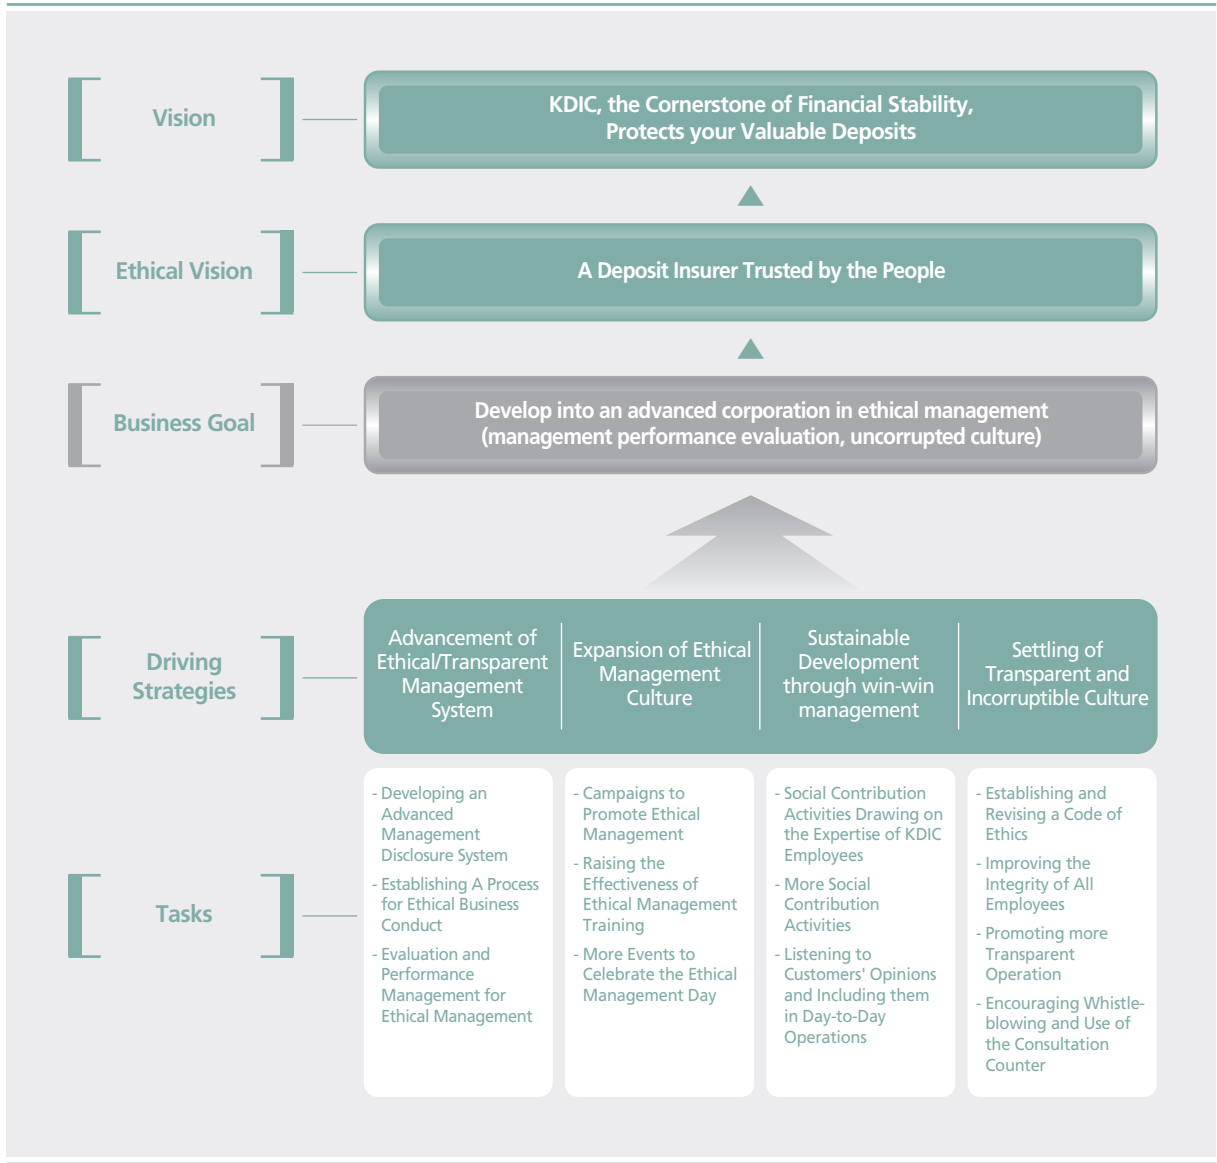 Vision
KDIC, the Cornerstone of Financial Stability,
Protects your Valuable Deposits
Ethical Vision
A Deposit Insurer Trusted by the People
Business Goal
Develop into an advanced corporation in ethical management
(management performance evaluation, uncorrupted culture)
Driving
Strategies
Advancement of
Ethical/Transparent
Management
System
Expansion of Ethical
Management
Culture
Sustainable
Development
through win-win
management
Settling of
Transparent and
Incorruptible Culture
Tasks
- Developing an
Advanced
Management
Disclosure System
- Establishing A Process
for Ethical Business
Conduct
- Evaluation and
Performance
Management for
Ethical Management
- Campaigns to
Promote Ethical
Management
- Raising the
Effectiveness of
Ethical Management
Training
- More Events to
Celebrate the Ethical
Management Day
- Social Contribution
Activities Drawing on
the Expertise of KDIC
Employees
- More Social
Contribution
Activities
- Listening to
Customers' Opinions
and Including them
in Day-to-Day
Operations
- Establishing and
Revising a Code of
Ethics
- Improving the
Integrity of All
Employees
- Promoting more
Transparent
Operation
- Encouraging Whistle-
blowing and Use of
the Consultation
Counter